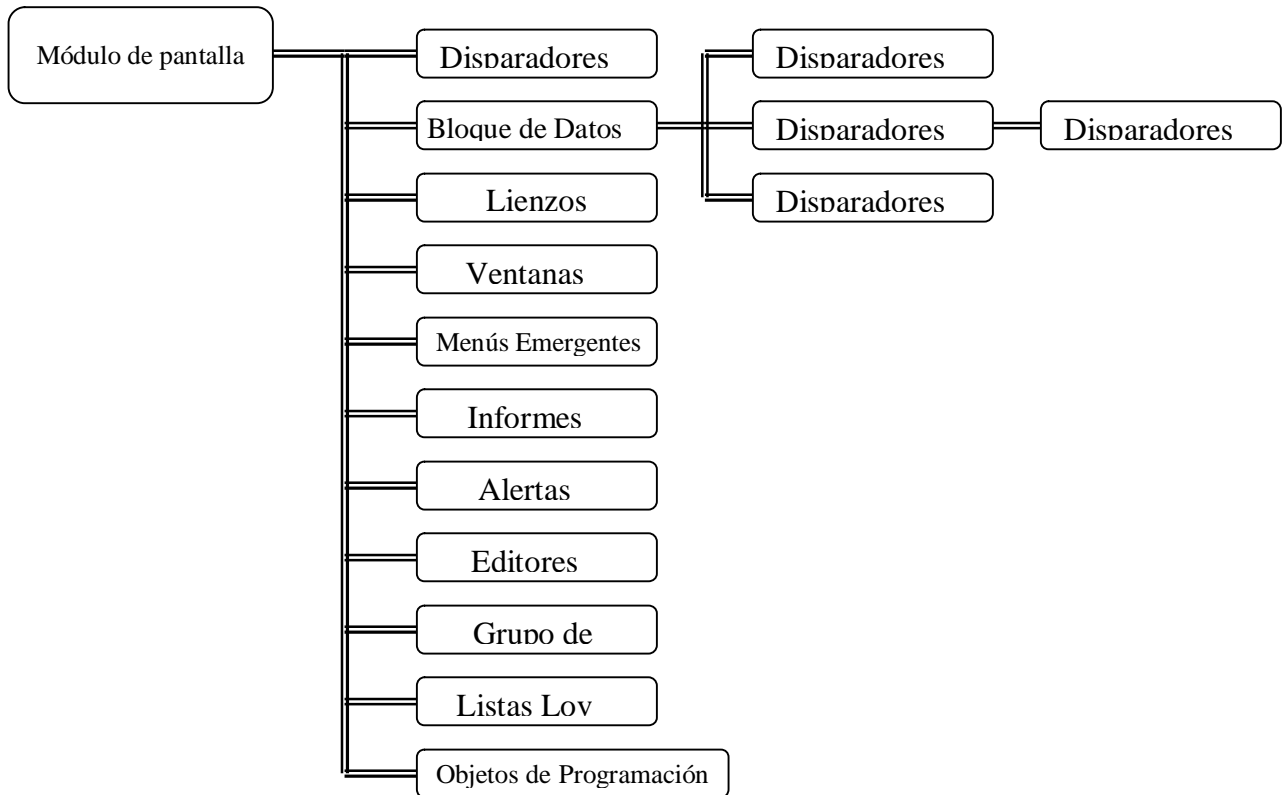 Módulo de pantalla
Disparadores
Disparadores
Bloque de Datos
Disparadores
Disparadores
Lienzos
Disparadores
Ventanas
Menús Emergentes
Informes
Alertas
Editores
Grupo de
Listas Lov
Objetos de Programación